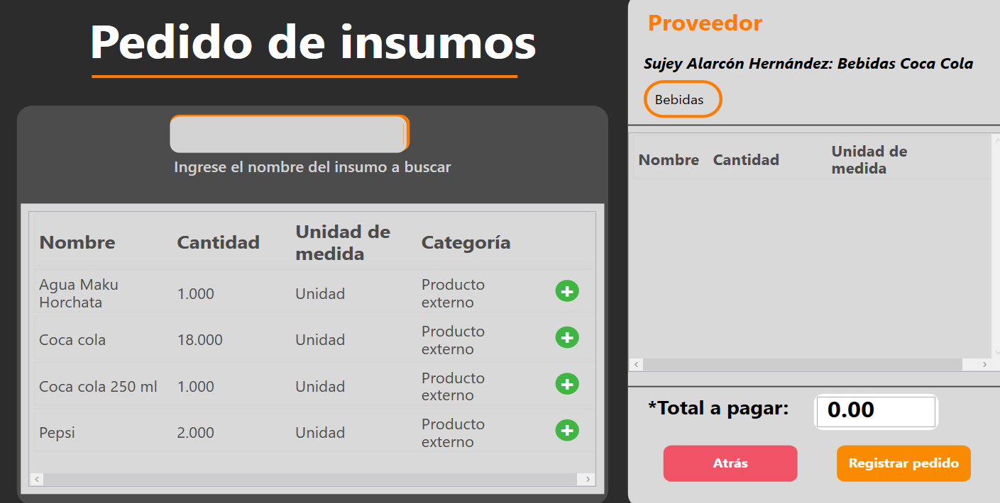 Pedido de insumos
Ingrese el nombre del insumo a buscar
Nombre Cantidad Unidad de medida Categoría
Agua Maku Horchata 1.000 Unidad Producto externo
Coca cola 18.000 Unidad Producto externo
Coca cola 250 ml 1.000 Unidad Producto externo
Pepsi 2.000 Unidad Producto externo
Proveedor
Sujey Alarcón Hernández: Bebidas Coca Cola
Bebidas
Nombre Cantidad Unidad de medida
*Total a pagar: 0.00
Atrás Registrar pedido